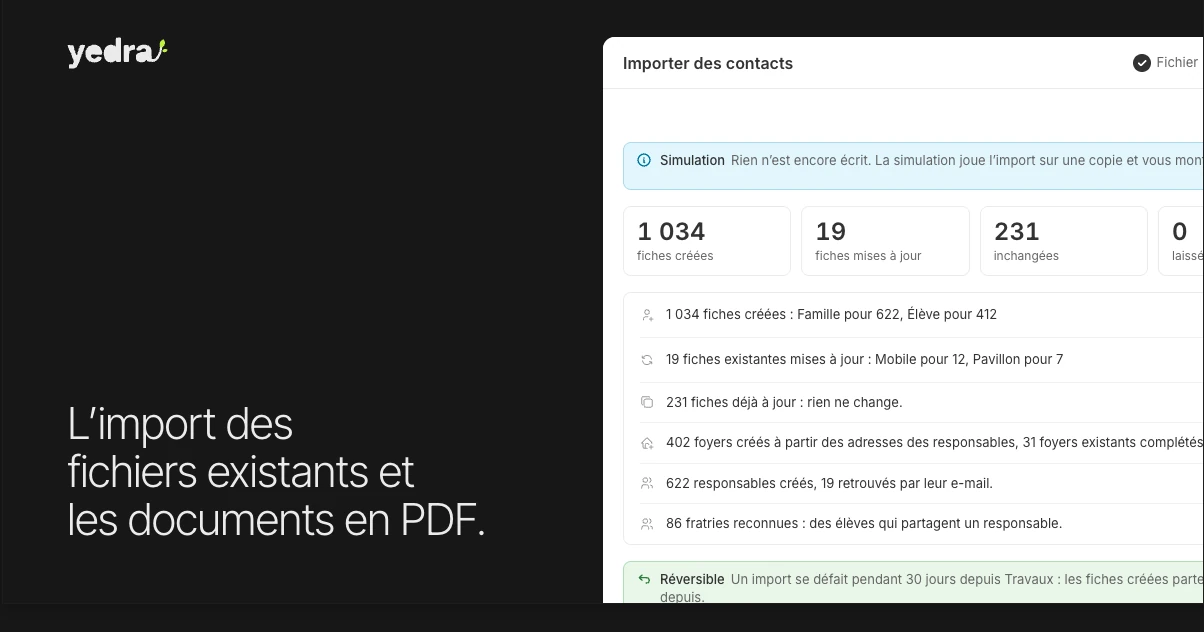 yedra
L’import des
fichiers existants et
les documents en PDF.
Importer des contacts
Fichier
Simulation Rien n’est encore écrit. La simulation joue l’import sur une copie et vous mon
1 034
fiches créées
19
fiches mises à jour
231
inchangées
0
laissé
1 034 fiches créées : Famille pour 622, Élève pour 412
19 fiches existantes mises à jour : Mobile pour 12, Pavillon pour 7
231 fiches déjà à jour : rien ne change.
402 foyers créés à partir des adresses des responsables, 31 foyers existants complétés
622 responsables créés, 19 retrouvés par leur e-mail.
86 fratries reconnues : des élèves qui partagent un responsable.
Réversible Un import se défait pendant 30 jours depuis Travaux : les fiches créées parte
depuis.